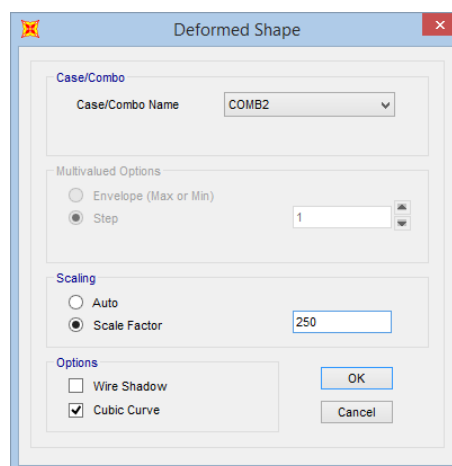 Deformed Shape
Case/Combo
Case/Combo Name COMB2
Multivalued Options
Envelope (Max or Min)
Step 1
Scaling
Auto
Scale Factor 250
Options
Wire Shadow
Cubic Curve
OK
Cancel